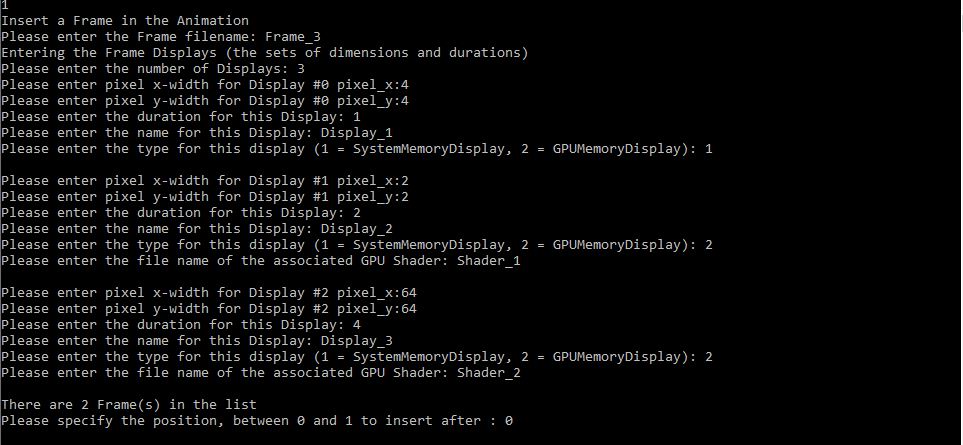 1
Insert a Frame in the Animation
Please enter the Frame filename: Frame_3
Entering the Frame Displays (the sets of dimensions and durations)
Please enter the number of Displays: 3
Please enter pixel x-width for Display #0 pixel_x:4
Please enter pixel y-width for Display #0 pixel_y:4
Please enter the duration for this Display: 1
Please enter the name for this Display: Display_1
Please enter the type for this display (1 = SystemMemoryDisplay, 2 = GPUMemoryDisplay): 1
Please enter pixel x-width for Display #1 pixel_x:2
Please enter pixel y-width for Display #1 pixel_y:2
Please enter the duration for this Display: 2
Please enter the name for this Display: Display_2
Please enter the type for this display (1 = SystemMemoryDisplay, 2 = GPUMemoryDisplay): 2
Please enter the file name of the associated GPU Shader: Shader_1
Please enter pixel x-width for Display #2 pixel_x:64
Please enter pixel y-width for Display #2 pixel_y:64
Please enter the duration for this Display: 4
Please enter the name for this Display: Display_3
Please enter the type for this display (1 = SystemMemoryDisplay, 2 = GPUMemoryDisplay): 2
Please enter the file name of the associated GPU Shader: Shader_2
There are 2 Frame(s) in the list
Please specify the position, between 0 and 1 to insert after : 0